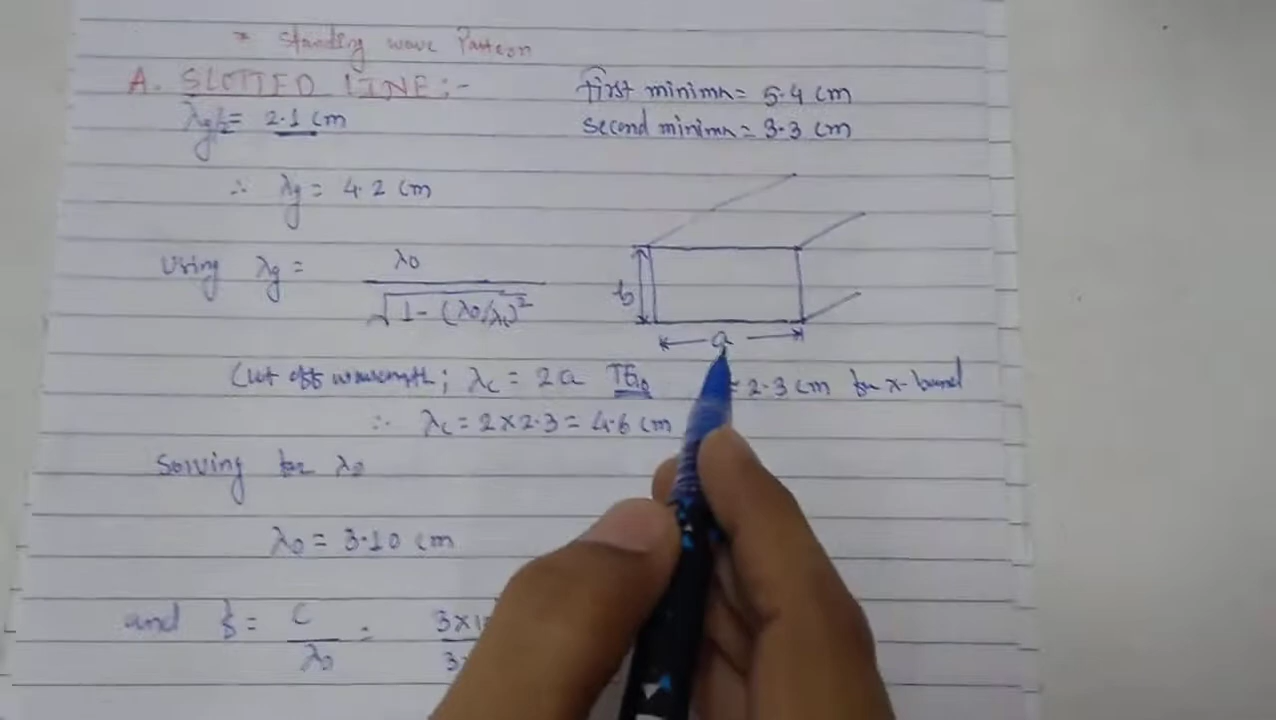 * Standing wave Pattern
A. SLOTTED LINE:-
first minima = 5.4 cm
λg/2 = 2.1 cm
second minima = 3.3 cm
∴ λg = 4.2 cm
Using λg = λ0 / √1-(λ0/λc)²
b
a
Cut off wavelength; λc = 2a TE10 = 2.3 cm for x-band
∴ λc = 2×2.3 = 4.6 cm
Solving for λ0
λ0 = 3.10 cm
and f = C / λ0 = 3×1 / 3